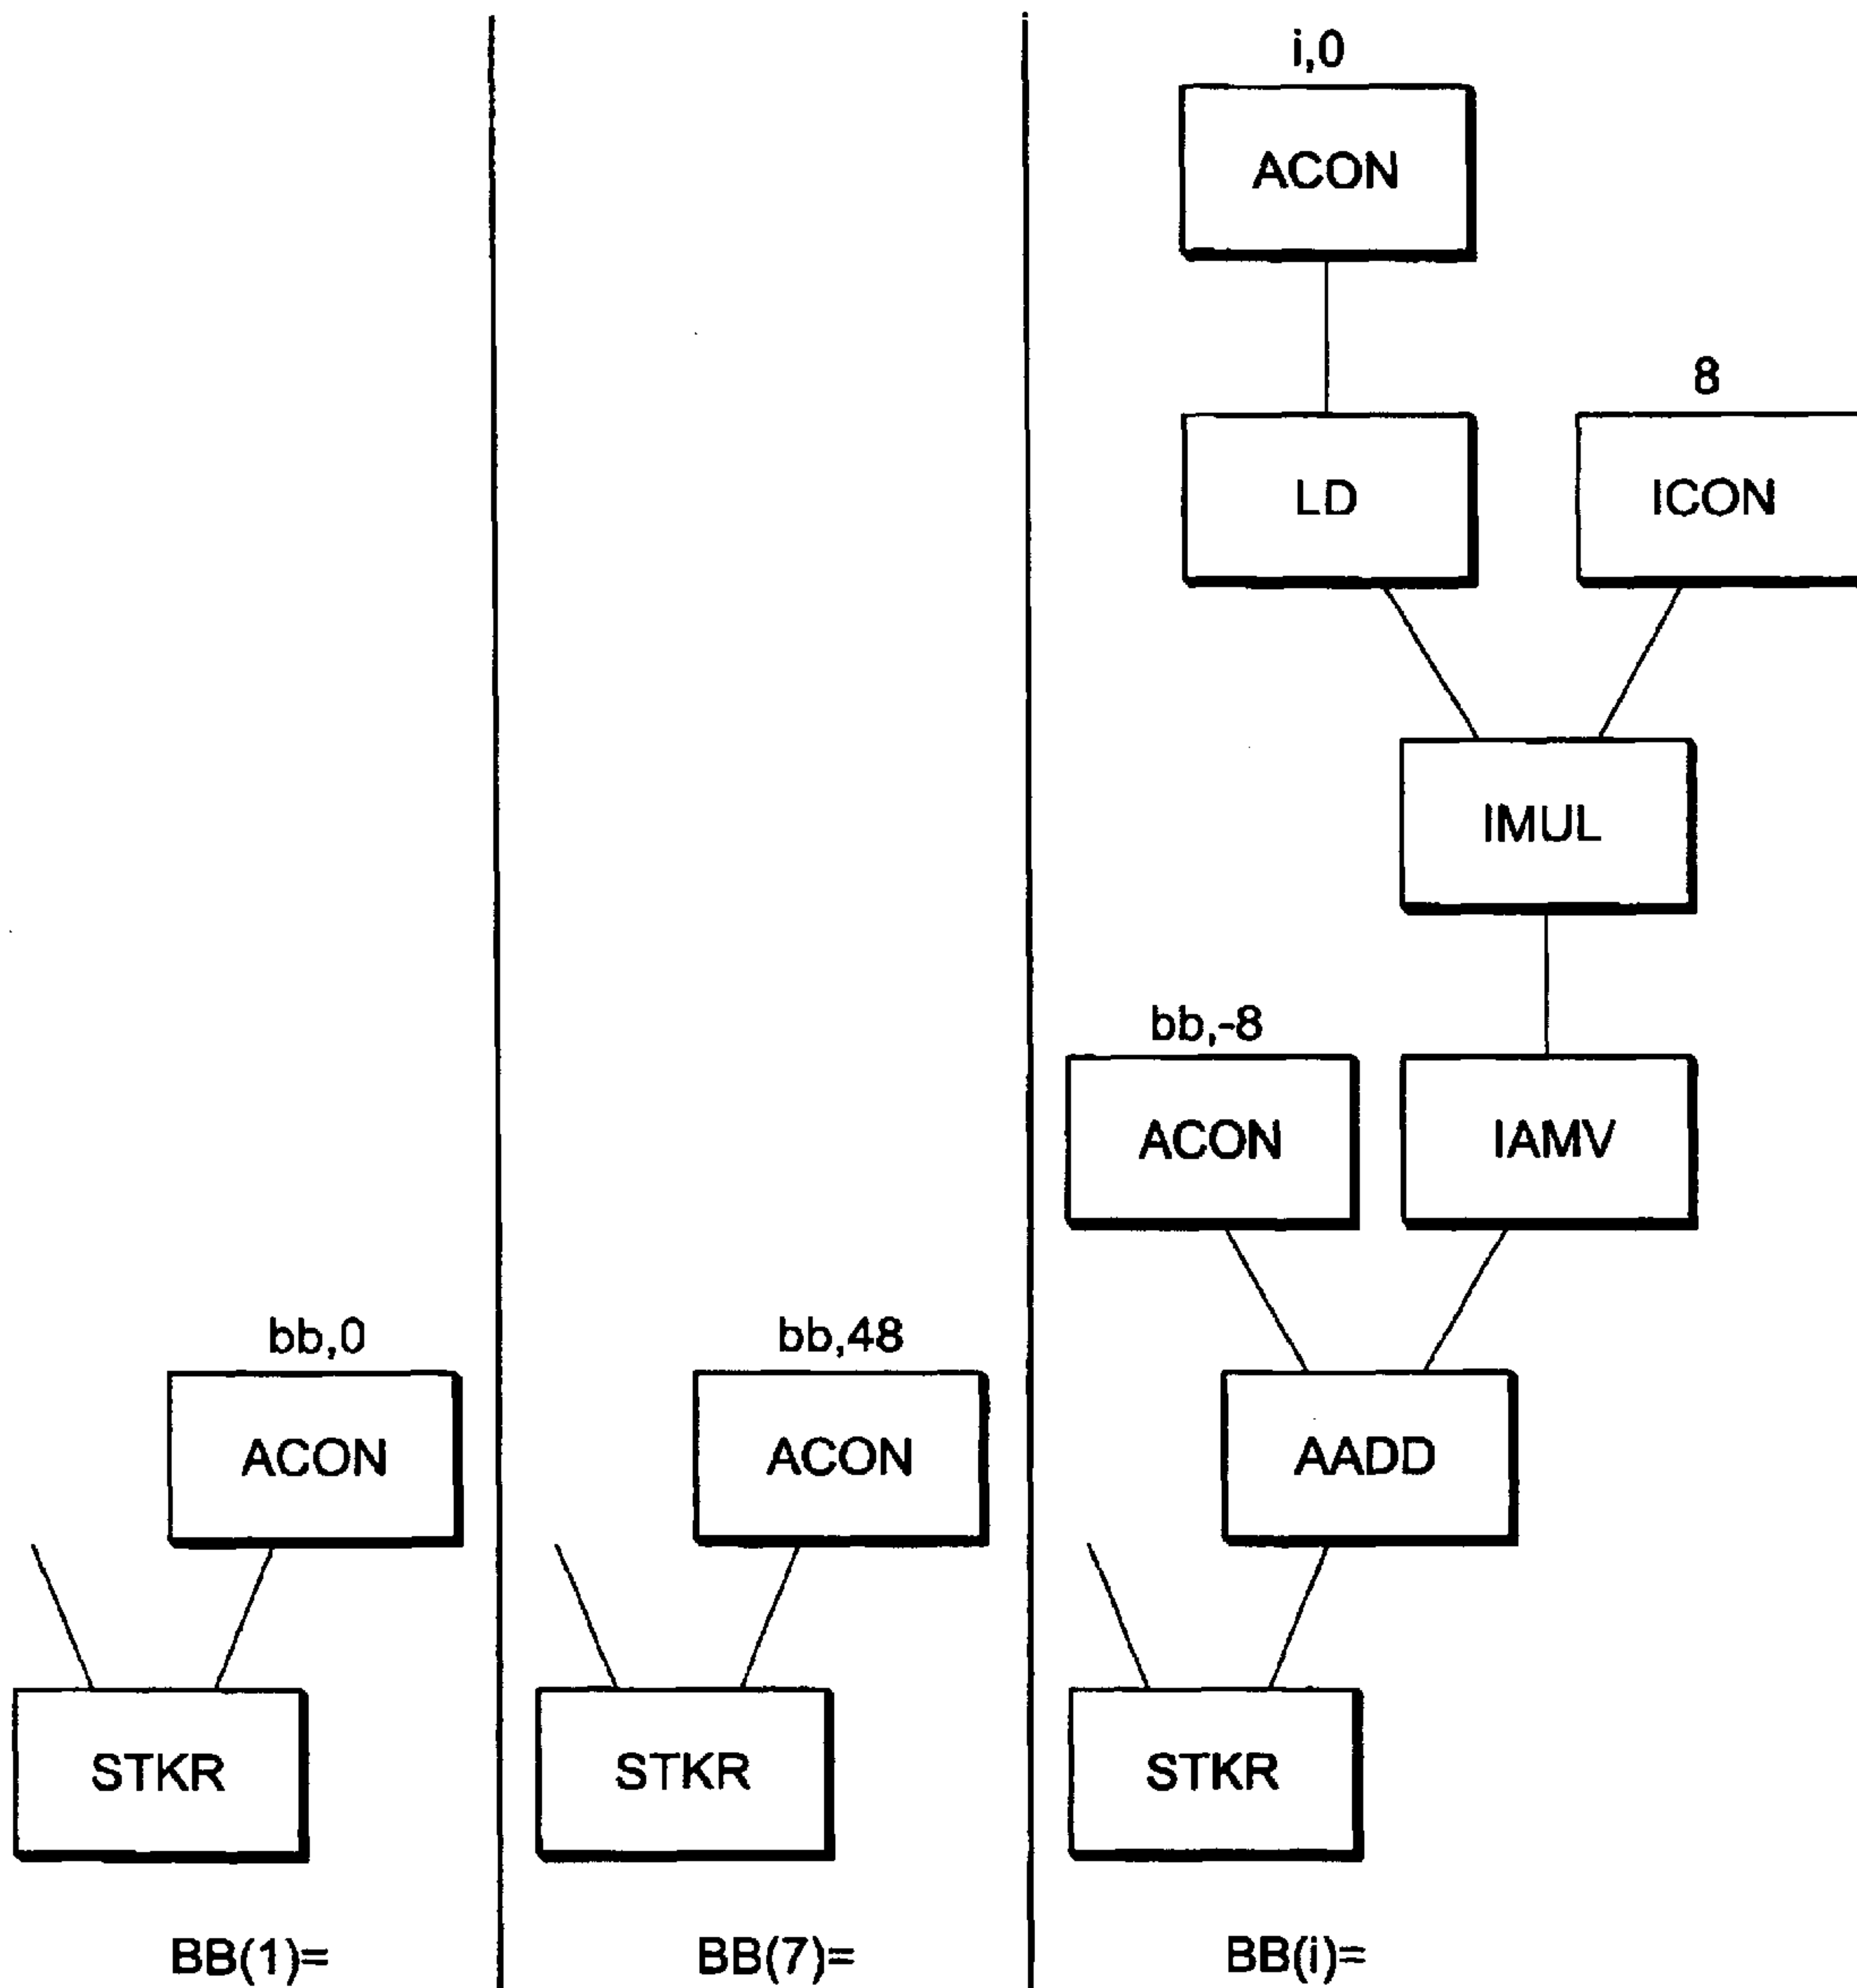 i,0
ACON
8
LD
ICON
IMUL
bb,-8
ACON
IAMV
bb,0
bb,48
ACON
ACON
AADD
STKR
STKR
STKR
BB(1)=
BB(7)=
BB(i)=